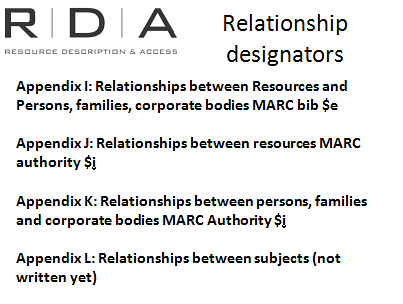 R|D|A
RESOURCE DESCRIPTION & ACCESS
Relationship
designators
Appendix I: Relationships between Resources and
Persons, families, corporate bodies MARC bib $e
Appendix J: Relationships between resources MARC
authority $i
Appendix K: Relationships between persons, families
and corporate bodies MARC Authority $i
Appendix L: Relationships between subjects (not
written yet)